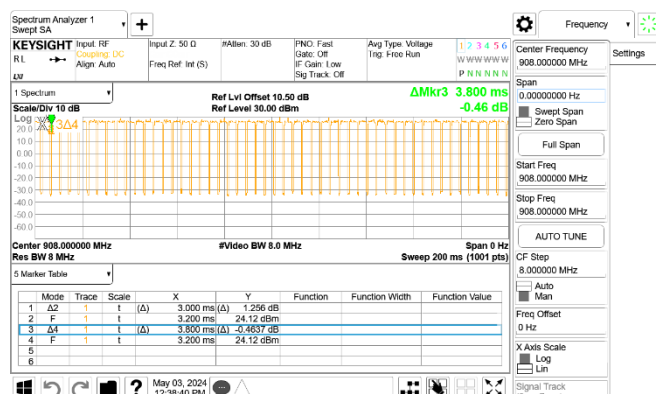 Spectrum Analyzer 1
Swept SA
Frequency
KEYSIGHT
Input: RF
Input Z: 50 Ω
#Atten: 30 dB
PNO: Fast
Avg Type: Voltage
1 2 3 4 5 6
RL
Coupling: DC
Gate: Off
Trig: Free Run
Align: Auto
Freq Ref: Int (S)
IF Gain: Low
W W W W W W
Sig Track: Off
P N N N N N
LXI
Center Frequency
908.000000 MHz
Settings
Span
0.00000000 Hz
Swept Span
Zero Span
Full Span
Start Freq
908.000000 MHz
Stop Freq
908.000000 MHz
AUTO TUNE
CF Step
8.000000 MHz
Auto
Man
Freq Offset
0 Hz
X Axis Scale
Log
Lin
Signal Track
1 Spectrum
Ref Lvl Offset 10.50 dB
ΔMkr3 3.800 ms
Scale/Div 10 dB
Ref Level 30.00 dBm
-0.46 dB
Log
3Δ4
20.0
10.0
0.00
-10.0
-20.0
-30.0
-40.0
-50.0
-60.0
Center 908.000000 MHz
#Video BW 8.0 MHz
Span 0 Hz
Res BW 8 MHz
Sweep 200 ms (1001 pts)
5 Marker Table
Mode Trace Scale X Y Function Function Width Function Value
1 Δ2 1 t (Δ) 3.000 ms (Δ) 1.256 dB
2 F 1 t 3.200 ms 24.12 dBm
3 Δ4 1 t (Δ) 3.800 ms (Δ) -0.4637 dB
4 F 1 t 3.200 ms 24.12 dBm
5
6
May 03, 2024
12:38:40 PM